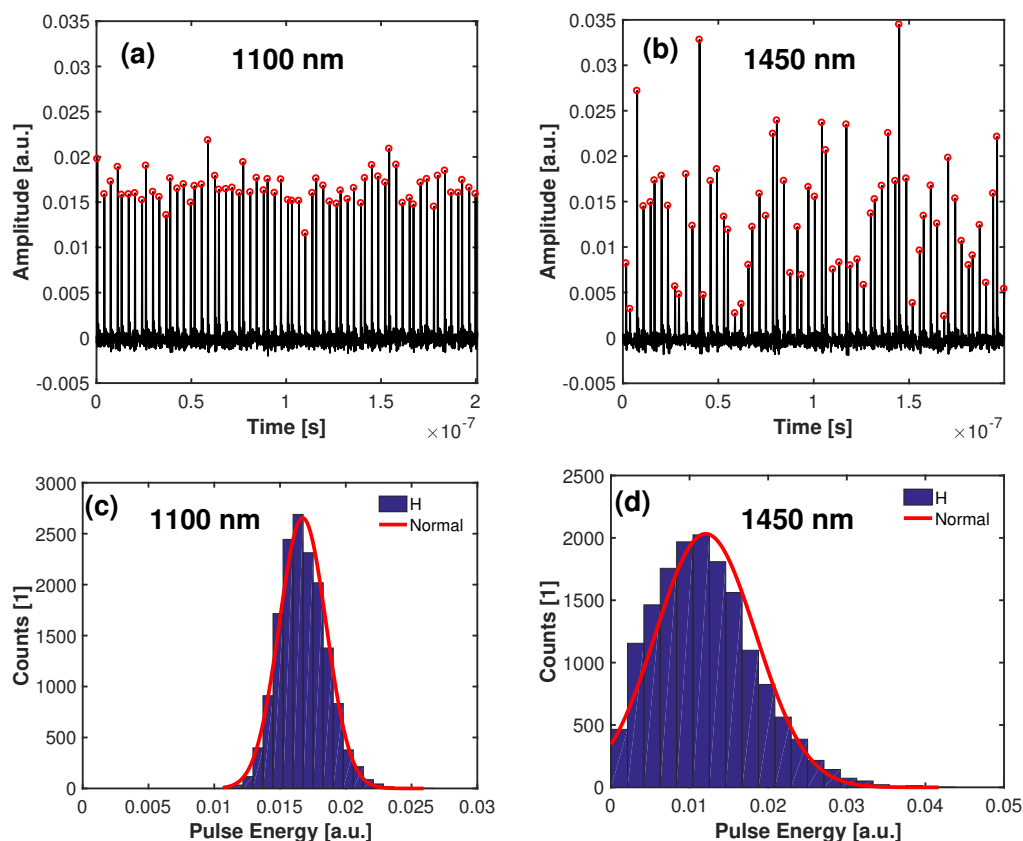 (a)
1100 nm
Amplitude [a.u.]
0.035
0.03
0.025
0.02
0.015
0.01
0.005
0
-0.005
0
0.5
1
1.5
2
Time [s]
×10-7
(b)
1450 nm
Amplitude [a.u.]
0.035
0.03
0.025
0.02
0.015
0.01
0.005
0
-0.005
0
0.5
1
1.5
2
Time [s]
×10-7
(c)
1100 nm
H
Normal
Counts [1]
3000
2500
2000
1500
1000
500
0
0
0.005
0.01
0.015
0.02
0.025
0.03
Pulse Energy [a.u.]
(d)
1450 nm
H
Normal
Counts [1]
2500
2000
1500
1000
500
0
0
0.01
0.02
0.03
0.04
0.05
Pulse Energy [a.u.]